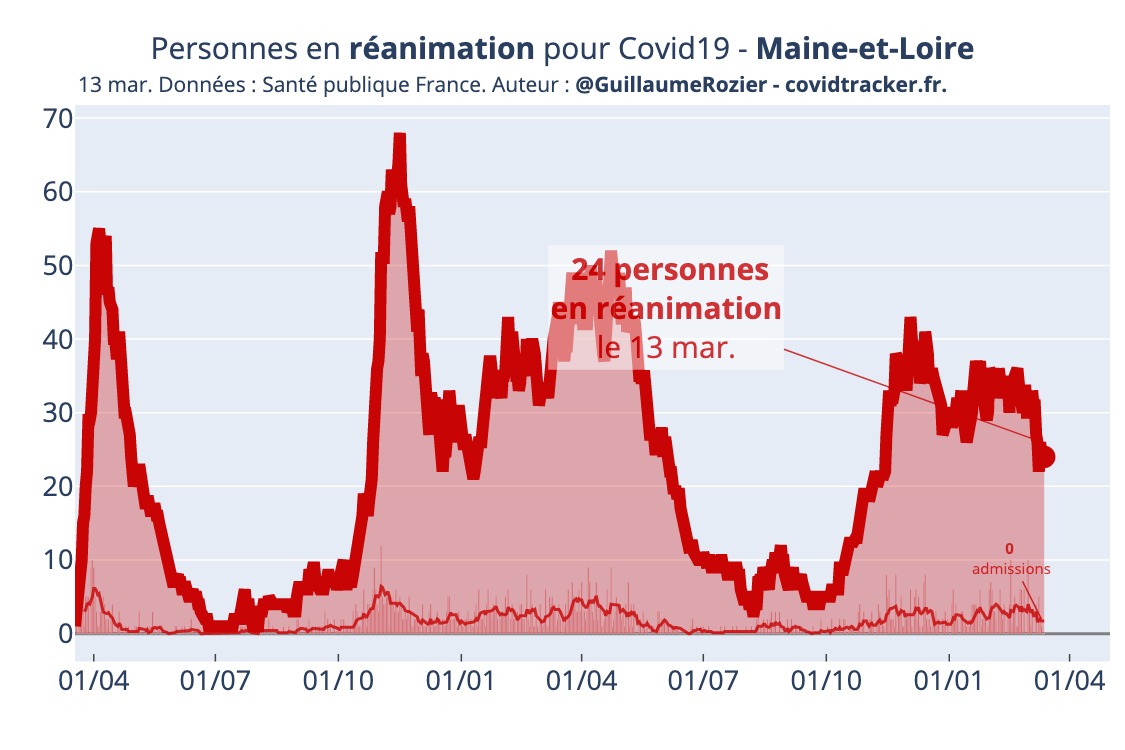 Personnes en réanimation pour Covid19 - Maine-et-Loire
13 mar. Données : Santé publique France. Auteur : @GuillaumeRozier - covidtracker.fr.
70
60
50
40
30
20
10
0
24 personnes
en réanimation
le 13 mar.
0
admissions
01/04 01/07 01/10 01/01 01/04 01/07 01/10 01/01 01/04